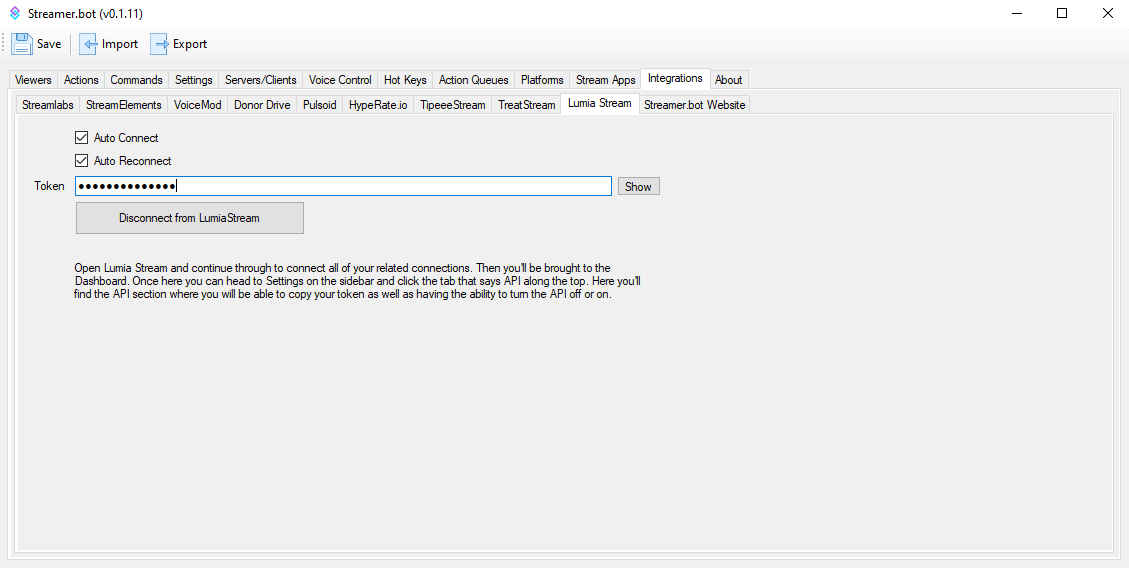 Streamer.bot (v0.1.11)
Save Import Export
Viewers Actions Commands Settings Servers/Clients Voice Control Hot Keys Action Queues Platforms Stream Apps Integrations About
Streamlabs StreamElements VoiceMod Donor Drive Pulsoid HypeRate.io TipeeeStream TreatStream Lumia Stream Streamer.bot Website
Auto Connect
Auto Reconnect
Token ●●●●●●●●●●●●●● Show
Disconnect from LumiaStream
Open Lumia Stream and continue through to connect all of your related connections. Then you'll be brought to the
Dashboard. Once here you can head to Settings on the sidebar and click the tab that says API along the top. Here you'll
find the API section where you will be able to copy your token as well as having the ability to turn the API off or on.